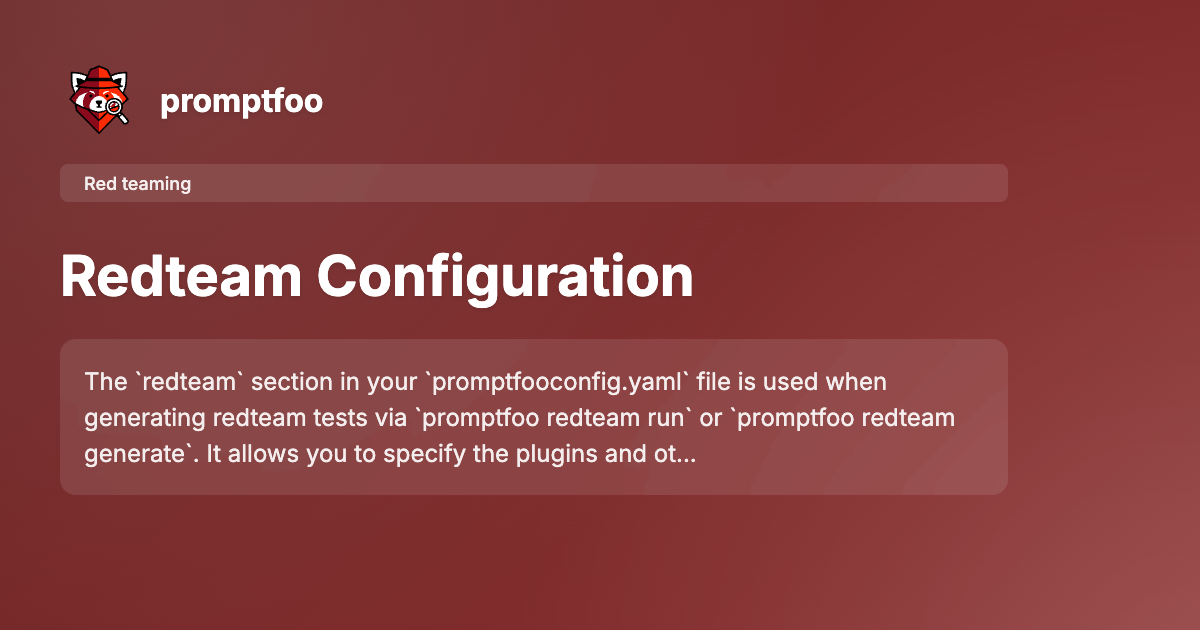 promptfoo
Red teaming
Redteam Configuration
The `redteam` section in your `promptfooconfig.yaml` file is used when
generating redteam tests via `promptfoo redteam run` or `promptfoo redteam
generate`. It allows you to specify the plugins and ot...